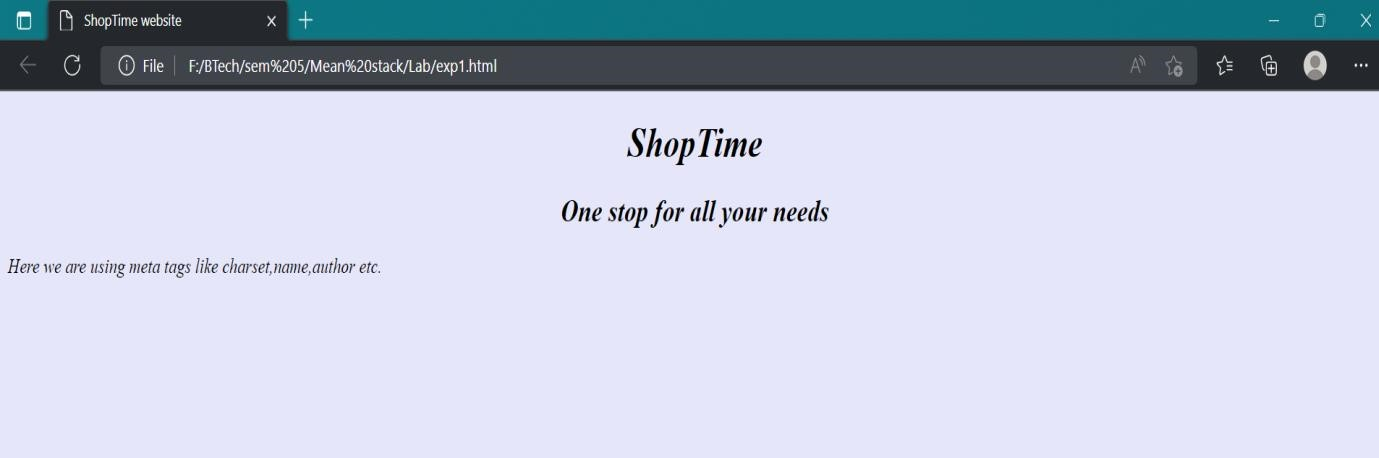 ShopTime website
File F:/BTech/sem%205/Mean%20stack/Lab/exp1.html
ShopTime
One stop for all your needs
Here we are using meta tags like charset,name,author etc.